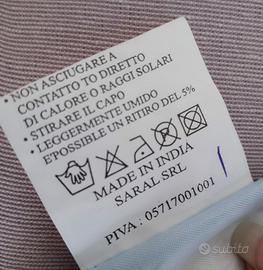 • NON ASCIUGARE A
CONTATTO TO DIRETTO
DI CALORE O RAGGI SOLARI
• STIRARE IL CAPO
• LEGGERMENTE UMIDO
E'POSSIBLE UN RITIRO DEL 5%
MADE IN INDIA
SARAL SRL
PIVA: 05717001001
subito